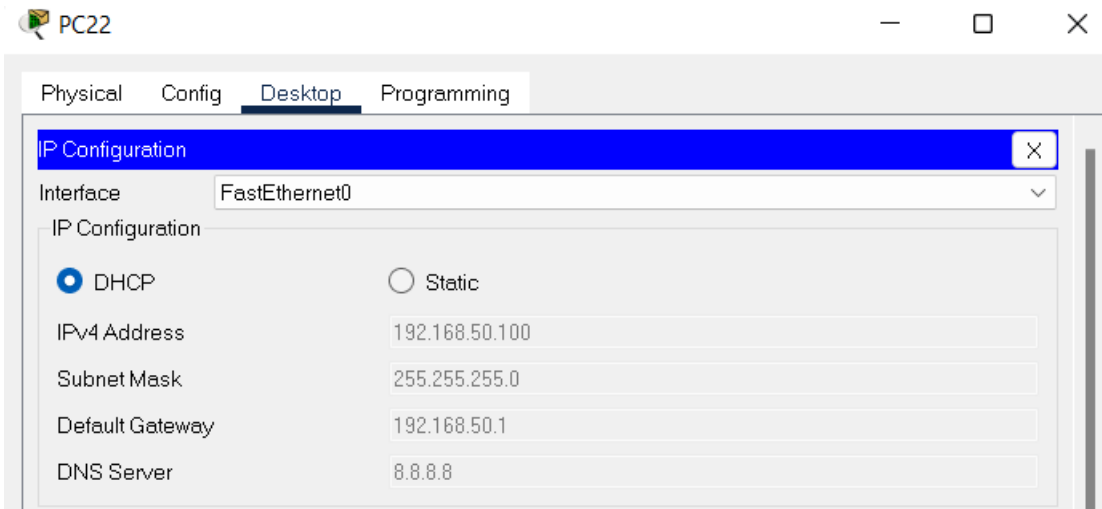 PC22
Physical Config Desktop Programming
IP Configuration X
Interface FastEthernet0
IP Configuration
DHCP Static
IPv4 Address 192.168.50.100
Subnet Mask 255.255.255.0
Default Gateway 192.168.50.1
DNS Server 8.8.8.8